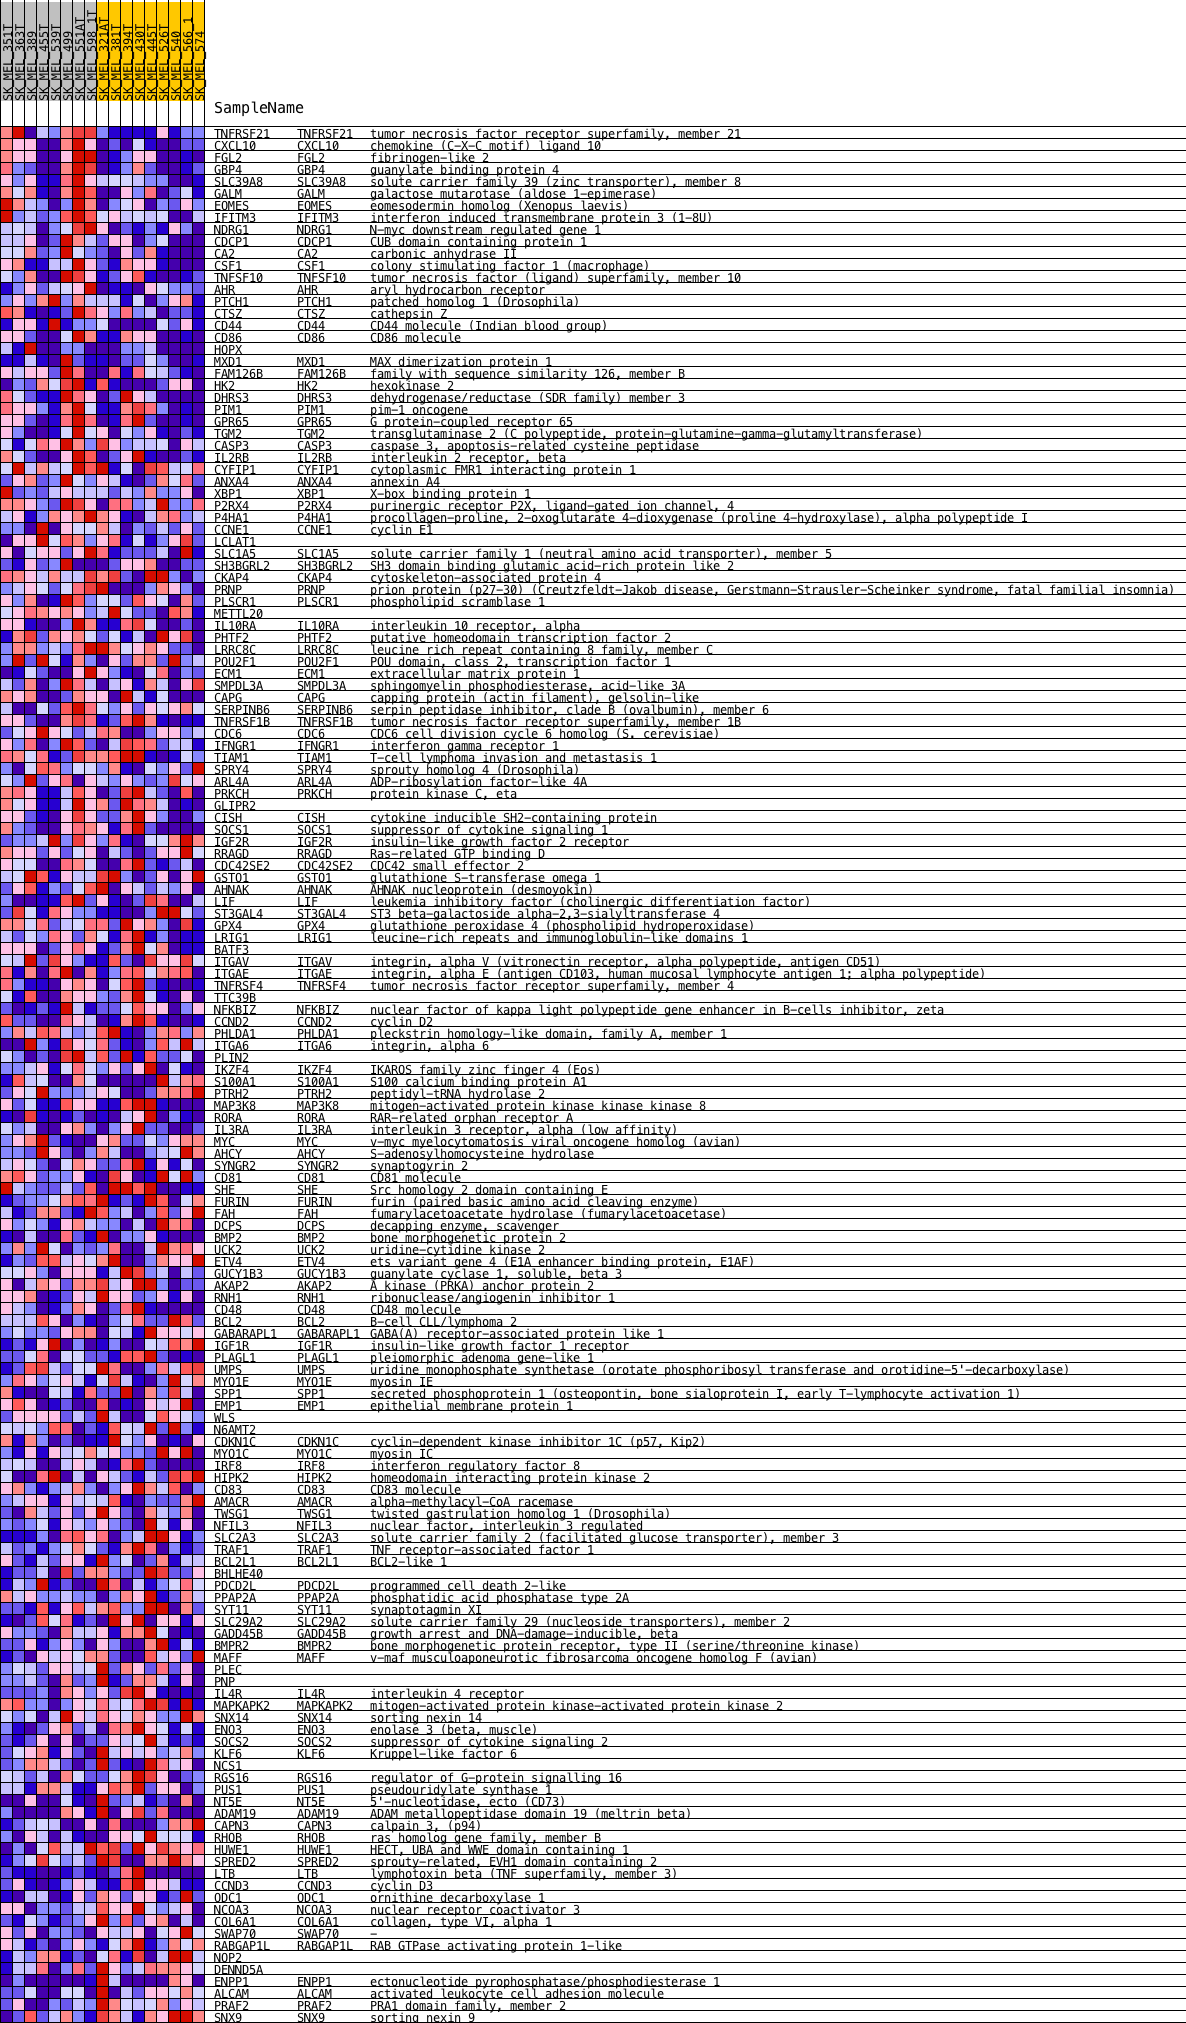 SK_MEL_351T
SK_MEL_363T
SK_MEL_389
SK_MEL_455T
SK_MEL_539T
SK_MEL_499
SK_MEL_551AT
SK_MEL_598_1T
SK_MEL_321AT
SK_MEL_381T
SK_MEL_394T
SK_MEL_430T
SK_MEL_445T
SK_MEL_526T
SK_MEL_540
SK_MEL_566_1
SK_MEL_574
SampleName
TNFRSF21 TNFRSF21 tumor necrosis factor receptor superfamily, member 21
CXCL10 CXCL10 chemokine (C-X-C motif) ligand 10
FGL2 FGL2 fibrinogen-like 2
GBP4 GBP4 guanylate binding protein 4
SLC39A8 SLC39A8 solute carrier family 39 (zinc transporter), member 8
GALM GALM galactose mutarotase (aldose 1-epimerase)
EOMES EOMES eomesodermin homolog (Xenopus laevis)
IFITM3 IFITM3 interferon induced transmembrane protein 3 (1-8U)
NDRG1 NDRG1 N-myc downstream regulated gene 1
CDCP1 CDCP1 CUB domain containing protein 1
CA2 CA2 carbonic anhydrase II
CSF1 CSF1 colony stimulating factor 1 (macrophage)
TNFSF10 TNFSF10 tumor necrosis factor (ligand) superfamily, member 10
AHR AHR aryl hydrocarbon receptor
PTCH1 PTCH1 patched homolog 1 (Drosophila)
CTSZ CTSZ cathepsin Z
CD44 CD44 CD44 molecule (Indian blood group)
CD86 CD86 CD86 molecule
HOPX
MXD1 MXD1 MAX dimerization protein 1
FAM126B FAM126B family with sequence similarity 126, member B
HK2 HK2 hexokinase 2
DHRS3 DHRS3 dehydrogenase/reductase (SDR family) member 3
PIM1 PIM1 pim-1 oncogene
GPR65 GPR65 G protein-coupled receptor 65
TGM2 TGM2 transglutaminase 2 (C polypeptide, protein-glutamine-gamma-glutamyltransferase)
CASP3 CASP3 caspase 3, apoptosis-related cysteine peptidase
IL2RB IL2RB interleukin 2 receptor, beta
CYFIP1 CYFIP1 cytoplasmic FMR1 interacting protein 1
ANXA4 ANXA4 annexin A4
XBP1 XBP1 X-box binding protein 1
P2RX4 P2RX4 purinergic receptor P2X, ligand-gated ion channel, 4
P4HA1 P4HA1 procollagen-proline, 2-oxoglutarate 4-dioxygenase (proline 4-hydroxylase), alpha polypeptide I
CCNE1 CCNE1 cyclin E1
LCLAT1
SLC1A5 SLC1A5 solute carrier family 1 (neutral amino acid transporter), member 5
SH3BGRL2 SH3BGRL2 SH3 domain binding glutamic acid-rich protein like 2
CKAP4 CKAP4 cytoskeleton-associated protein 4
PRNP PRNP prion protein (p27-30) (Creutzfeldt-Jakob disease, Gerstmann-Strausler-Scheinker syndrome, fatal familial insomnia)
PLSCR1 PLSCR1 phospholipid scramblase 1
METTL20
IL10RA IL10RA interleukin 10 receptor, alpha
PHTF2 PHTF2 putative homeodomain transcription factor 2
LRRC8C LRRC8C leucine rich repeat containing 8 family, member C
POU2F1 POU2F1 POU domain, class 2, transcription factor 1
ECM1 ECM1 extracellular matrix protein 1
SMPDL3A SMPDL3A sphingomyelin phosphodiesterase, acid-like 3A
CAPG CAPG capping protein (actin filament), gelsolin-like
SERPINB6 SERPINB6 serpin peptidase inhibitor, clade B (ovalbumin), member 6
TNFRSF1B TNFRSF1B tumor necrosis factor receptor superfamily, member 1B
CDC6 CDC6 CDC6 cell division cycle 6 homolog (S. cerevisiae)
IFNGR1 IFNGR1 interferon gamma receptor 1
TIAM1 TIAM1 T-cell lymphoma invasion and metastasis 1
SPRY4 SPRY4 sprouty homolog 4 (Drosophila)
ARL4A ARL4A ADP-ribosylation factor-like 4A
PRKCH PRKCH protein kinase C, eta
GLIPR2
CISH CISH cytokine inducible SH2-containing protein
SOCS1 SOCS1 suppressor of cytokine signaling 1
IGF2R IGF2R insulin-like growth factor 2 receptor
RRAGD RRAGD Ras-related GTP binding D
CDC42SE2 CDC42SE2 CDC42 small effector 2
GSTO1 GSTO1 glutathione S-transferase omega 1
AHNAK AHNAK AHNAK nucleoprotein (desmoyokin)
LIF LIF leukemia inhibitory factor (cholinergic differentiation factor)
ST3GAL4 ST3GAL4 ST3 beta-galactoside alpha-2,3-sialyltransferase 4
GPX4 GPX4 glutathione peroxidase 4 (phospholipid hydroperoxidase)
LRIG1 LRIG1 leucine-rich repeats and immunoglobulin-like domains 1
BATF3
ITGAV ITGAV integrin, alpha V (vitronectin receptor, alpha polypeptide, antigen CD51)
ITGAE ITGAE integrin, alpha E (antigen CD103, human mucosal lymphocyte antigen 1; alpha polypeptide)
TNFRSF4 TNFRSF4 tumor necrosis factor receptor superfamily, member 4
TTC39B
NFKBIZ NFKBIZ nuclear factor of kappa light polypeptide gene enhancer in B-cells inhibitor, zeta
CCND2 CCND2 cyclin D2
PHLDA1 PHLDA1 pleckstrin homology-like domain, family A, member 1
ITGA6 ITGA6 integrin, alpha 6
PLIN2
IKZF4 IKZF4 IKAROS family zinc finger 4 (Eos)
S100A1 S100A1 S100 calcium binding protein A1
PTRH2 PTRH2 peptidyl-tRNA hydrolase 2
MAP3K8 MAP3K8 mitogen-activated protein kinase kinase kinase 8
RORA RORA RAR-related orphan receptor A
IL3RA IL3RA interleukin 3 receptor, alpha (low affinity)
MYC MYC v-myc myelocytomatosis viral oncogene homolog (avian)
AHCY AHCY S-adenosylhomocysteine hydrolase
SYNGR2 SYNGR2 synaptogyrin 2
CD81 CD81 CD81 molecule
SHE SHE Src homology 2 domain containing E
FURIN FURIN furin (paired basic amino acid cleaving enzyme)
FAH FAH fumarylacetoacetate hydrolase (fumarylacetoacetase)
DCPS DCPS decapping enzyme, scavenger
BMP2 BMP2 bone morphogenetic protein 2
UCK2 UCK2 uridine-cytidine kinase 2
ETV4 ETV4 ets variant gene 4 (E1A enhancer binding protein, E1AF)
GUCY1B3 GUCY1B3 guanylate cyclase 1, soluble, beta 3
AKAP2 AKAP2 A kinase (PRKA) anchor protein 2
RNH1 RNH1 ribonuclease/angiogenin inhibitor 1
CD48 CD48 CD48 molecule
BCL2 BCL2 B-cell CLL/lymphoma 2
GABARAPL1 GABARAPL1 GABA(A) receptor-associated protein like 1
IGF1R IGF1R insulin-like growth factor 1 receptor
PLAGL1 PLAGL1 pleiomorphic adenoma gene-like 1
UMPS UMPS uridine monophosphate synthetase (orotate phosphoribosyl transferase and orotidine-5'-decarboxylase)
MYO1E MYO1E myosin IE
SPP1 SPP1 secreted phosphoprotein 1 (osteopontin, bone sialoprotein I, early T-lymphocyte activation 1)
EMP1 EMP1 epithelial membrane protein 1
WLS
N6AMT2
CDKN1C CDKN1C cyclin-dependent kinase inhibitor 1C (p57, Kip2)
MYO1C MYO1C myosin IC
IRF8 IRF8 interferon regulatory factor 8
HIPK2 HIPK2 homeodomain interacting protein kinase 2
CD83 CD83 CD83 molecule
AMACR AMACR alpha-methylacyl-CoA racemase
TWSG1 TWSG1 twisted gastrulation homolog 1 (Drosophila)
NFIL3 NFIL3 nuclear factor, interleukin 3 regulated
SLC2A3 SLC2A3 solute carrier family 2 (facilitated glucose transporter), member 3
TRAF1 TRAF1 TNF receptor-associated factor 1
BCL2L1 BCL2L1 BCL2-like 1
BHLHE40
PDCD2L PDCD2L programmed cell death 2-like
PPAP2A PPAP2A phosphatidic acid phosphatase type 2A
SYT11 SYT11 synaptotagmin XI
SLC29A2 SLC29A2 solute carrier family 29 (nucleoside transporters), member 2
GADD45B GADD45B growth arrest and DNA-damage-inducible, beta
BMPR2 BMPR2 bone morphogenetic protein receptor, type II (serine/threonine kinase)
MAFF MAFF v-maf musculoaponeurotic fibrosarcoma oncogene homolog F (avian)
PLEC
PNP
IL4R IL4R interleukin 4 receptor
MAPKAPK2 MAPKAPK2 mitogen-activated protein kinase-activated protein kinase 2
SNX14 SNX14 sorting nexin 14
ENO3 ENO3 enolase 3 (beta, muscle)
SOCS2 SOCS2 suppressor of cytokine signaling 2
KLF6 KLF6 Kruppel-like factor 6
NCS1
RGS16 RGS16 regulator of G-protein signalling 16
PUS1 PUS1 pseudouridylate synthase 1
NT5E NT5E 5'-nucleotidase, ecto (CD73)
ADAM19 ADAM19 ADAM metallopeptidase domain 19 (meltrin beta)
CAPN3 CAPN3 calpain 3, (p94)
RHOB RHOB ras homolog gene family, member B
HUWE1 HUWE1 HECT, UBA and WWE domain containing 1
SPRED2 SPRED2 sprouty-related, EVH1 domain containing 2
LTB LTB lymphotoxin beta (TNF superfamily, member 3)
CCND3 CCND3 cyclin D3
ODC1 ODC1 ornithine decarboxylase 1
NCOA3 NCOA3 nuclear receptor coactivator 3
COL6A1 COL6A1 collagen, type VI, alpha 1
SWAP70 SWAP70 -
RABGAP1L RABGAP1L RAB GTPase activating protein 1-like
NOP2
DENND5A
ENPP1 ENPP1 ectonucleotide pyrophosphatase/phosphodiesterase 1
ALCAM ALCAM activated leukocyte cell adhesion molecule
PRAF2 PRAF2 PRA1 domain family, member 2
SNX9 SNX9 sorting nexin 9